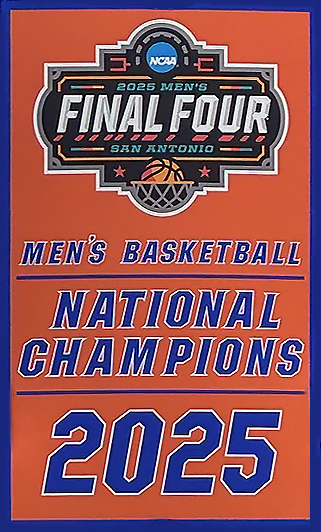 NCAA
2025 MEN'S
FINAL FOUR
SAN ANTONIO
MEN'S BASKETBALL
NATIONAL
CHAMPIONS
2025